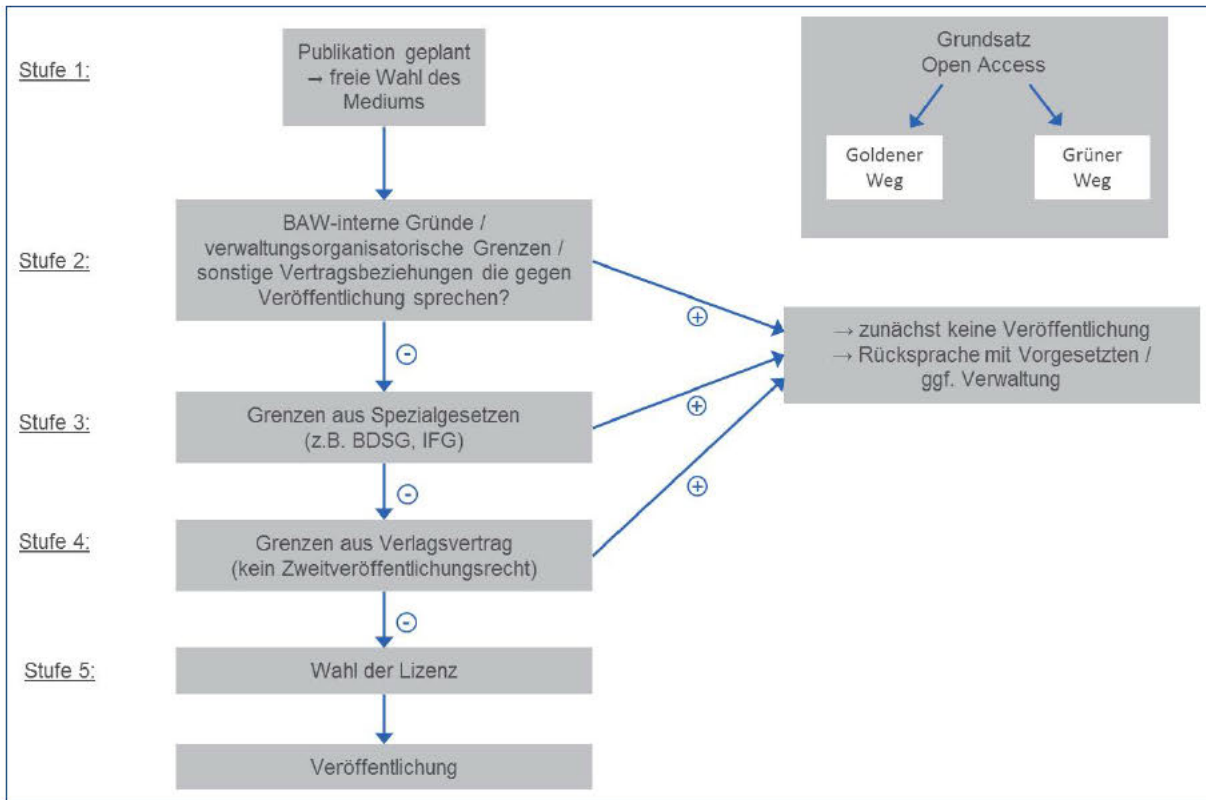 Stufe 1:
Publikation geplant
→ freie Wahl des
Mediums
Grundsatz
Open Access
Goldener
Weg
Grüner
Weg
Stufe 2:
BAW-interne Gründe /
verwaltungsorganisatorische Grenzen /
sonstige Vertragsbeziehungen die gegen
Veröffentlichung sprechen?
+
→ zunächst keine Veröffentlichung
→ Rücksprache mit Vorgesetzten /
ggf. Verwaltung
-
Stufe 3:
Grenzen aus Spezialgesetzen
(z.B. BDSG, IFG)
+
-
+
Stufe 4:
Grenzen aus Verlagsvertrag
(kein Zweitveröffentlichungsrecht)
-
Stufe 5:
Wahl der Lizenz
Veröffentlichung